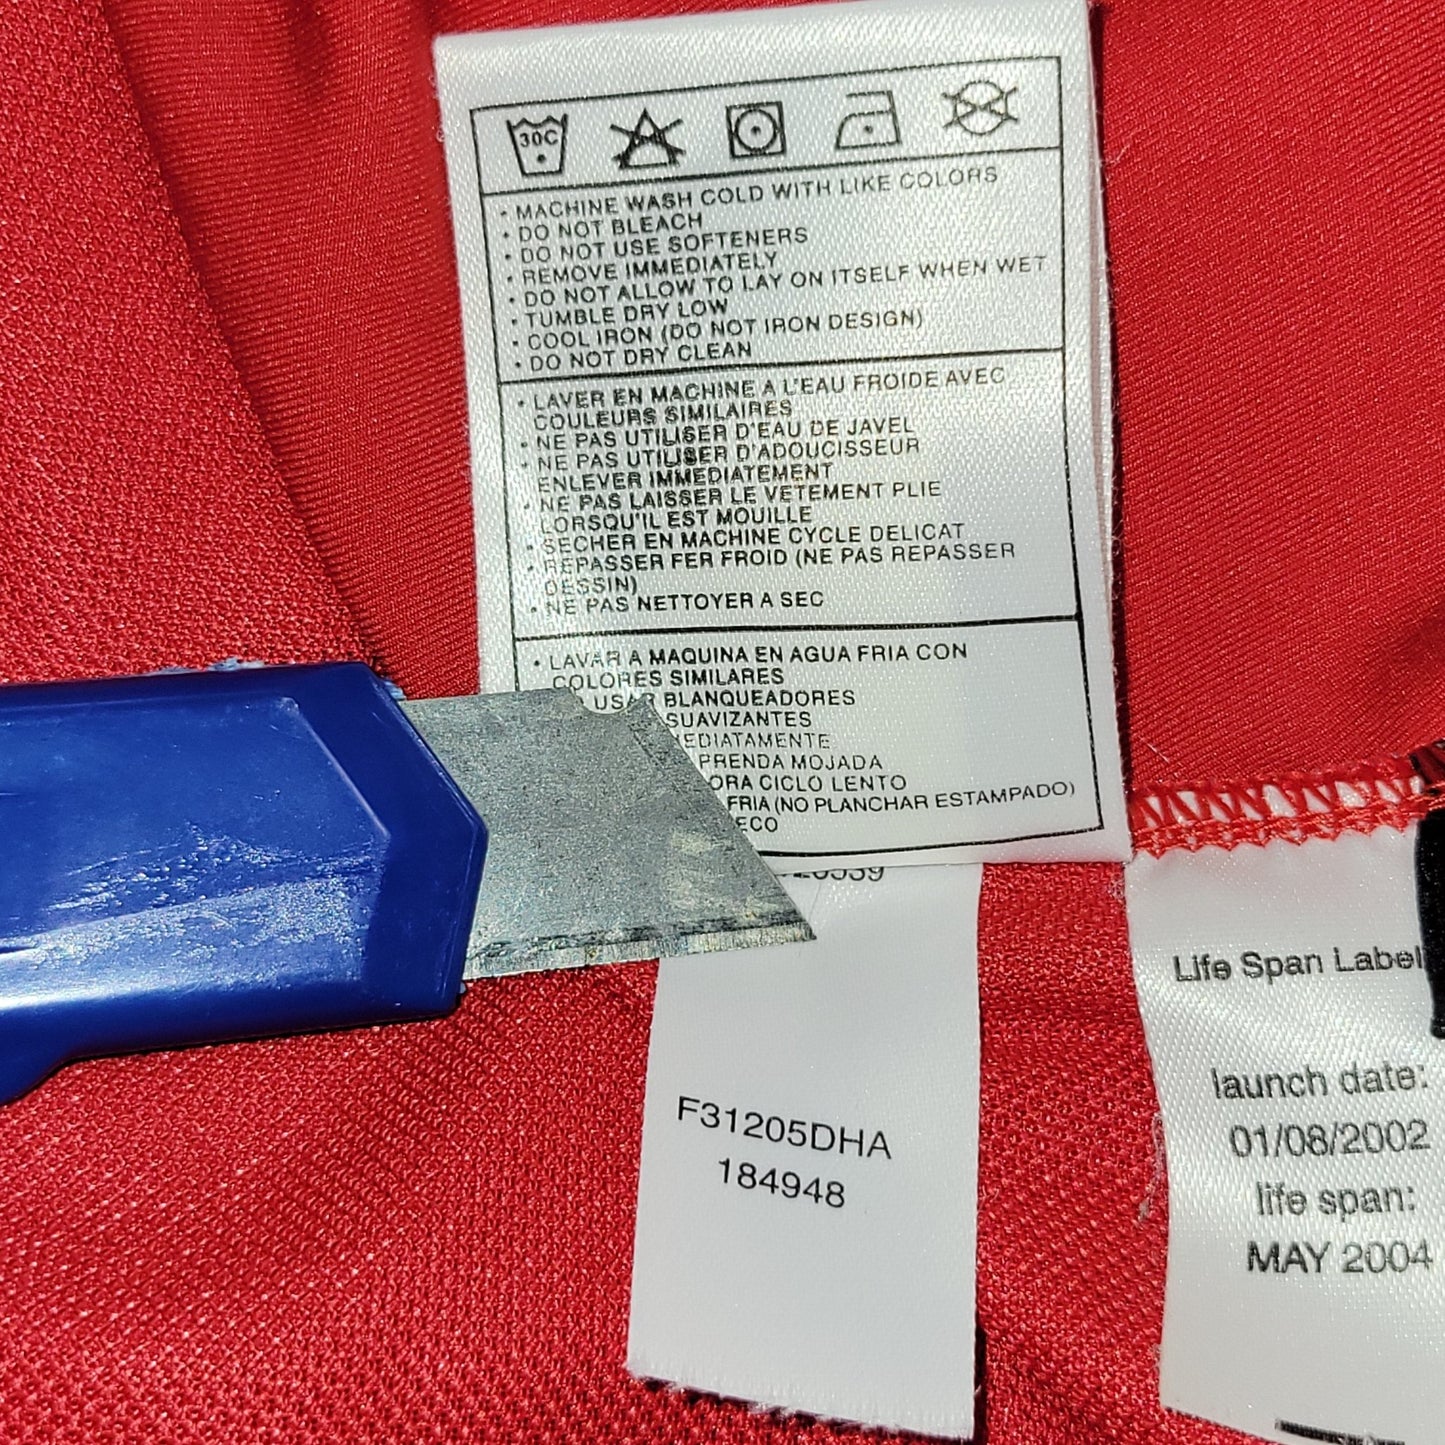 30C
• MACHINE WASH COLD WITH LIKE COLORS
• DO NOT BLEACH
• DO NOT USE SOFTENERS
• REMOVE IMMEDIATELY
• DO NOT ALLOW TO LAY ON ITSELF WHEN WET
• TUMBLE DRY LOW
• COOL IRON (DO NOT IRON DESIGN)
• DO NOT DRY CLEAN
• LAVER EN MACHINE A L'EAU FROIDE AVEC
COULEURS SIMILAIRES
• NE PAS UTILISER D'EAU DE JAVEL
• NE PAS UTILISER D'ADOUCISSEUR
ENLEVER IMMEDIATEMENT
• NE PAS LAISSER LE VETEMENT PLIE
LORSQU'IL EST MOUILLE
• SECHER EN MACHINE CYCLE DELICAT
• REPASSER FER FROID (NE PAS REPASSER
DESSIN)
• NE PAS NETTOYER A SEC
• LAVAR A MAQUINA EN AGUA FRIA CON
COLORES SIMILARES
USAR BLANQUEADORES
SUAVIZANTES
MEDIATAMENTE
PRENDA MOJADA
ORA CICLO LENTO
FRIA (NO PLANCHAR ESTAMPADO)
ECO
F31205DHA
184948
Life Span Label
launch date:
01/08/2002
life span:
MAY 2004